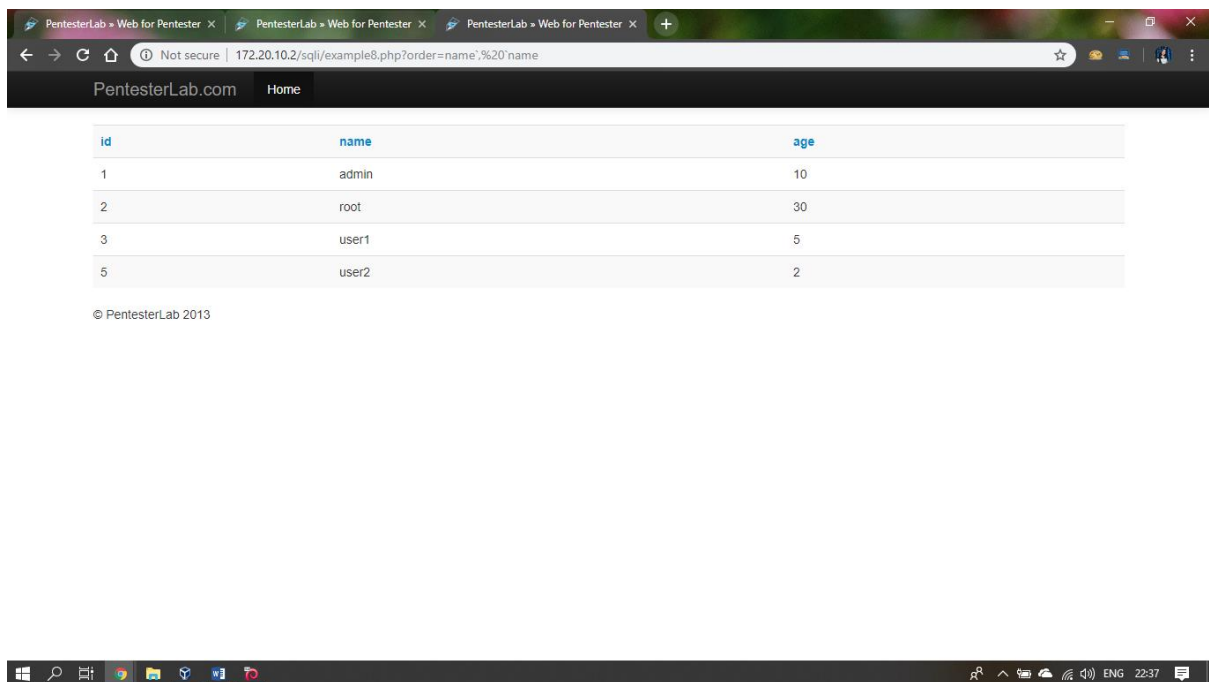 PentesterLab » Web for Pentester PentesterLab » Web for Pentester PentesterLab » Web for Pentester
Not secure | 172.20.10.2/sqli/example8.php?order=name`,%20`name
PentesterLab.com Home
id name age
1 admin 10
2 root 30
3 user1 5
5 user2 2
© PentesterLab 2013
ENG 22:37